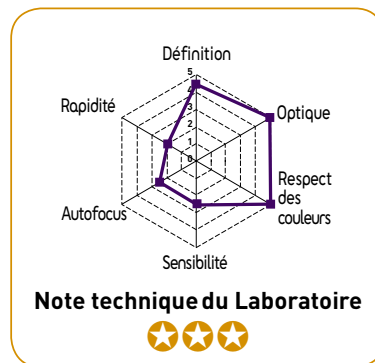 Définition
5
4
3
2
1
0
Rapidité
Optique
Respect
des
couleurs
Autofocus
Sensibilité
Note technique du Laboratoire